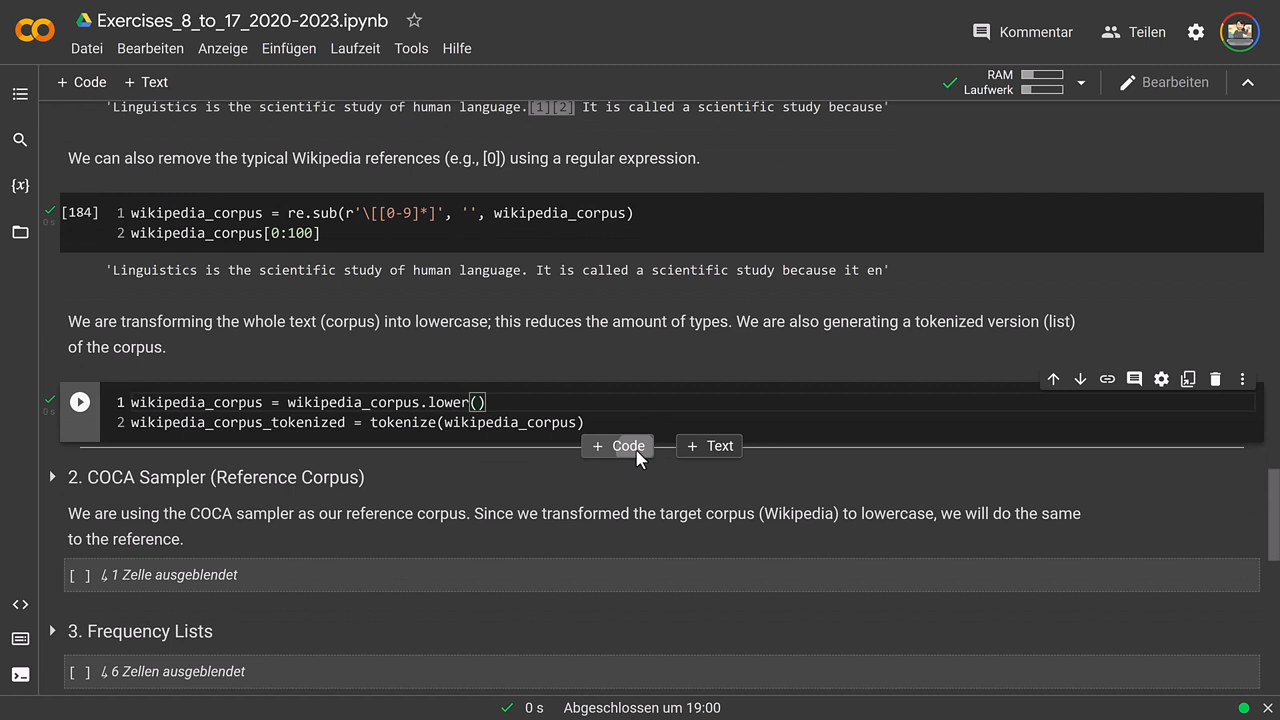 Exercises_8_to_17_2020-2023.ipynb
Datei Bearbeiten Anzeige Einfügen Laufzeit Tools Hilfe
Kommentar Teilen
+ Code + Text
RAM
Laufwerk
Bearbeiten
'Linguistics is the scientific study of human language.[1][2] It is called a scientific study because'
We can also remove the typical Wikipedia references (e.g., [0]) using a regular expression.
[184] 1 wikipedia_corpus = re.sub(r'\[[0-9]*]', '', wikipedia_corpus)
0s
2 wikipedia_corpus[0:100]
'Linguistics is the scientific study of human language. It is called a scientific study because it en'
We are transforming the whole text (corpus) into lowercase; this reduces the amount of types. We are also generating a tokenized version (list)
of the corpus.
1 wikipedia_corpus = wikipedia_corpus.lower()
0s
2 wikipedia_corpus_tokenized = tokenize(wikipedia_corpus)
+ Code + Text
2. COCA Sampler (Reference Corpus)
We are using the COCA sampler as our reference corpus. Since we transformed the target corpus (Wikipedia) to lowercase, we will do the same
to the reference.
[ ] ↳ 1 Zelle ausgeblendet
3. Frequency Lists
[ ] ↳ 6 Zellen ausgeblendet
0 s Abgeschlossen um 19:00